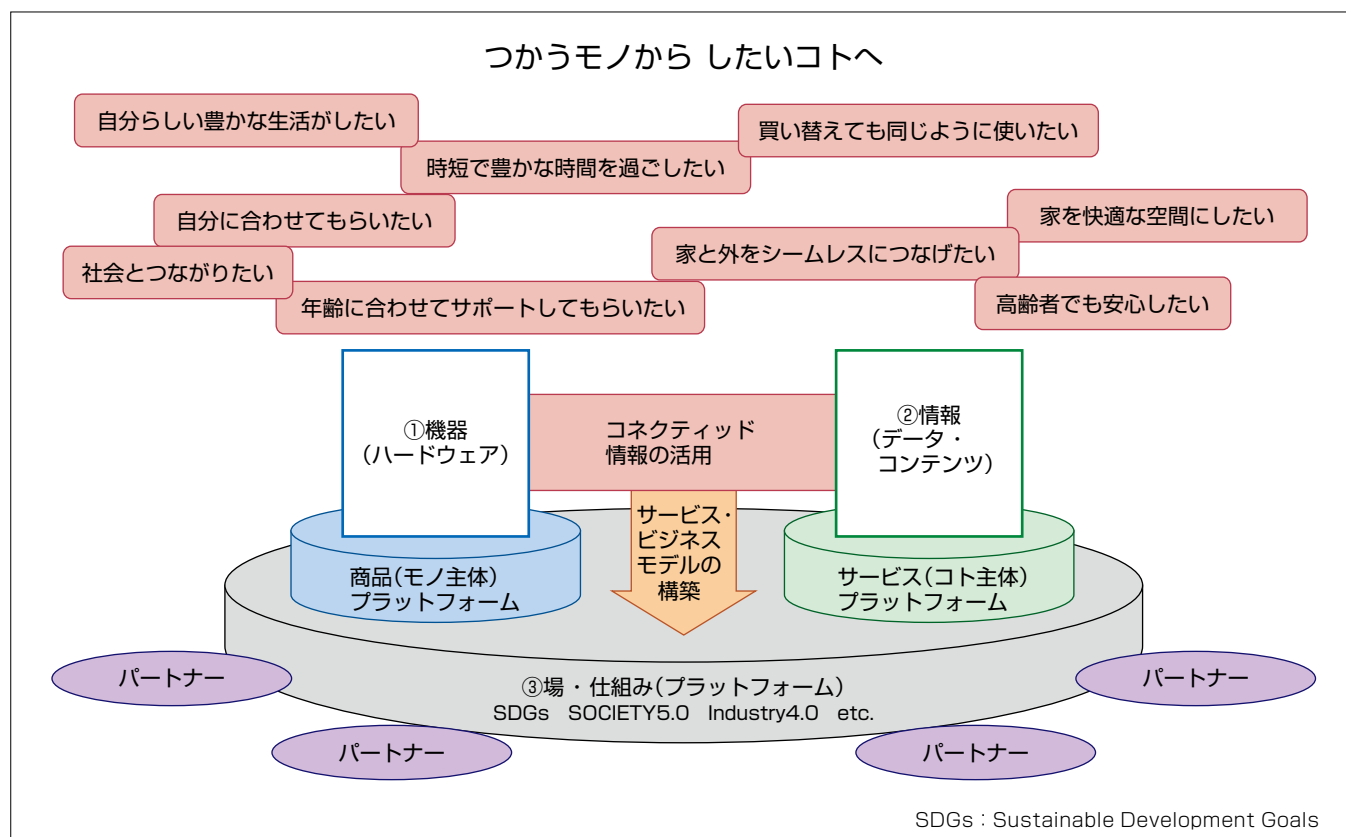 つかうモノから したいコトへ
自分らしい豊かな生活がしたい
買い替えても同じように使いたい
時短で豊かな時間を過ごしたい
自分に合わせてもらいたい
家を快適な空間にしたい
家と外をシームレスにつなげたい
社会とつながりたい
年齢に合わせてサポートしてもらいたい
高齢者でも安心したい
①機器
(ハードウェア)
コネクティッド
情報の活用
②情報
(データ・
コンテンツ)
サービス・
ビジネス
モデルの
構築
商品(モノ主体)
プラットフォーム
サービス(コト主体)
プラットフォーム
パートナー
パートナー
③場・仕組み(プラットフォーム)
SDGs SOCIETY5.0 Industry4.0 etc.
パートナー
パートナー
SDGs:Sustainable Development Goals